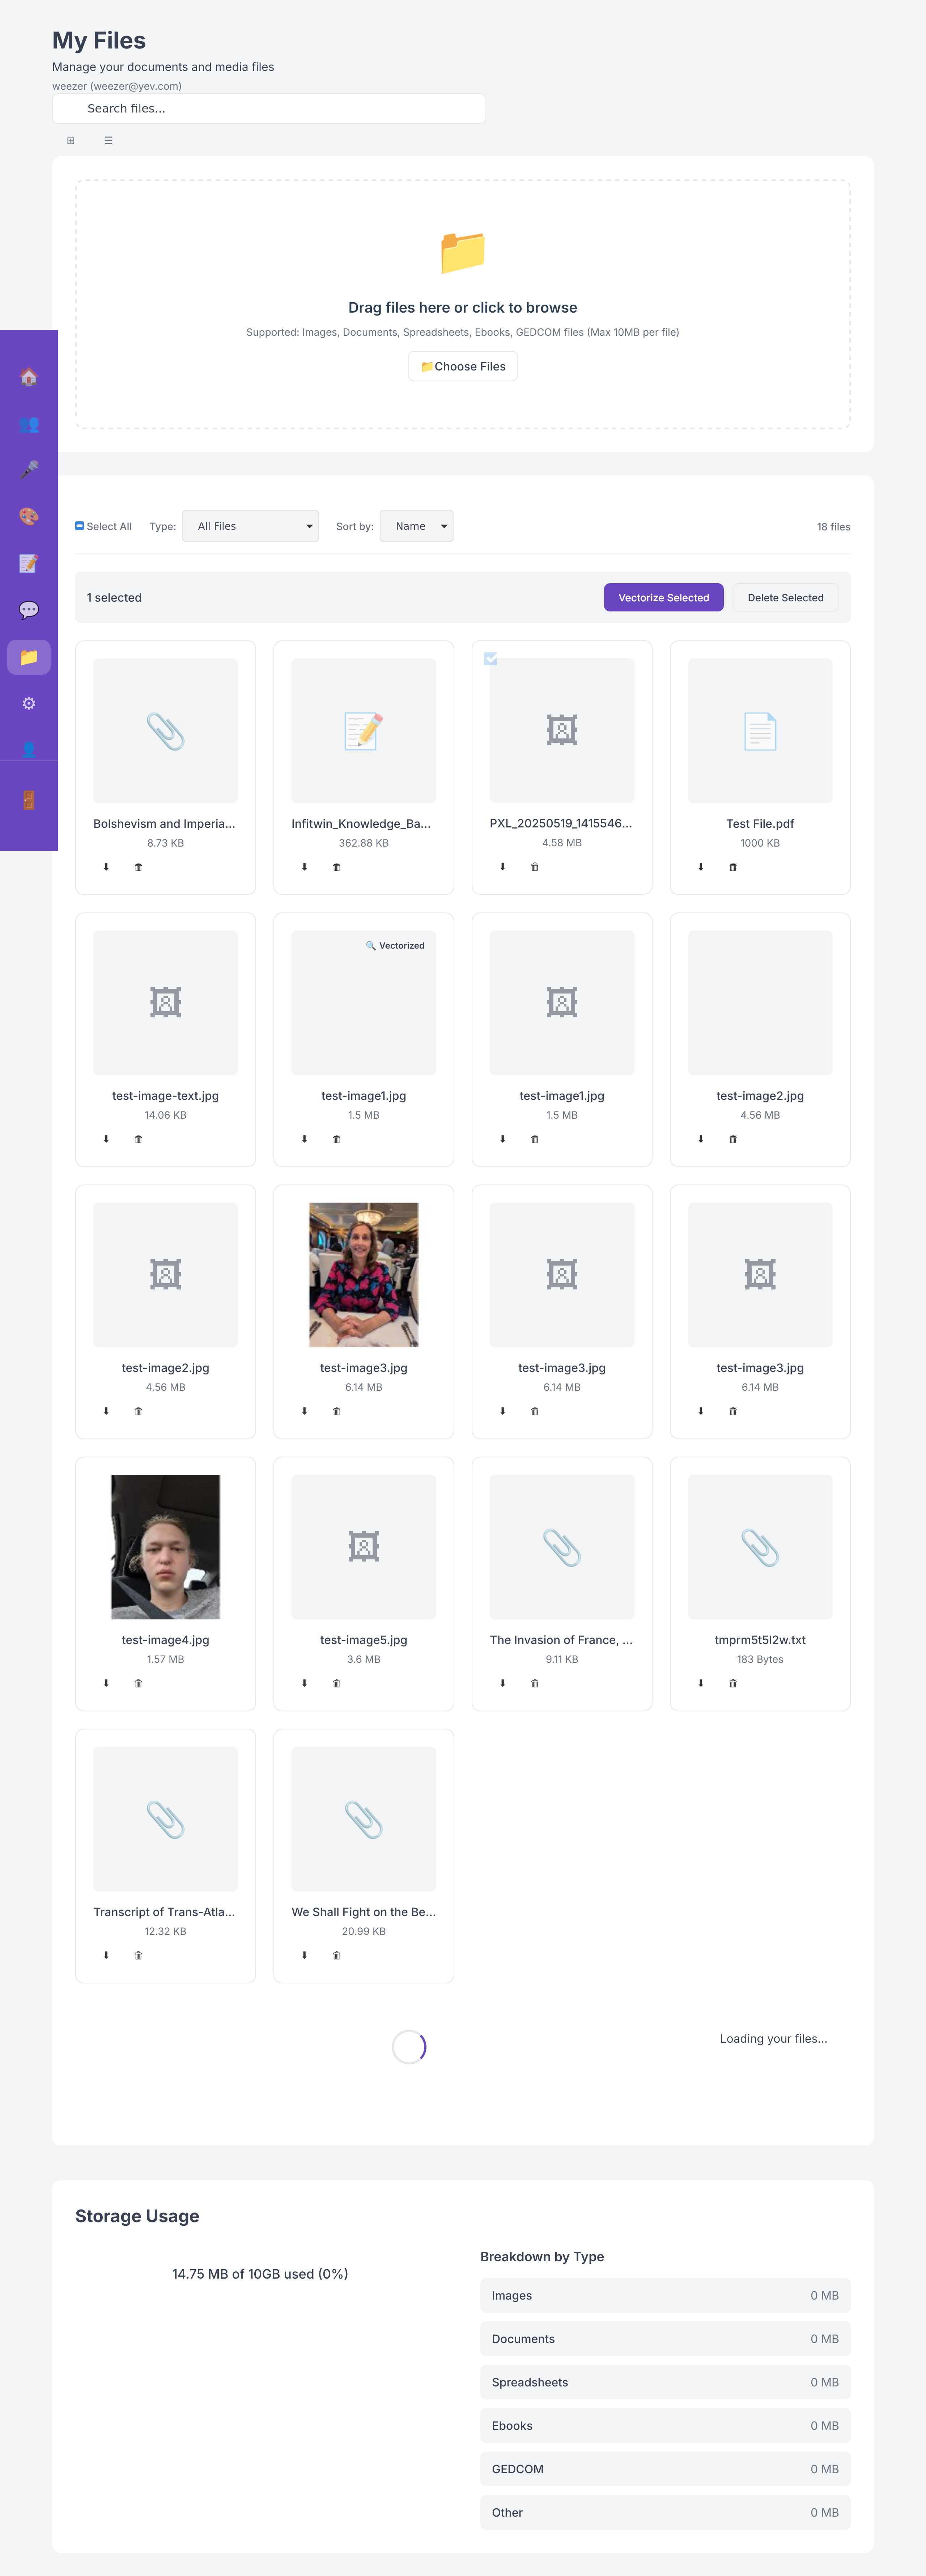 My Files
Manage your documents and media files
weezer (weezer@yev.com)
Search files...
Drag files here or click to browse
Supported: Images, Documents, Spreadsheets, Ebooks, GEDCOM files (Max 10MB per file)
Choose Files
Select All Type: All Files Sort by: Name 18 files
1 selected Vectorize Selected Delete Selected
Bolshevism and Imperia...
8.73 KB
Infitwin_Knowledge_Ba...
362.88 KB
PXL_20250519_1415546...
4.58 MB
Test File.pdf
1000 KB
test-image-text.jpg
14.06 KB
Vectorized
test-image1.jpg
1.5 MB
test-image1.jpg
1.5 MB
test-image2.jpg
4.56 MB
test-image2.jpg
4.56 MB
test-image3.jpg
6.14 MB
test-image3.jpg
6.14 MB
test-image3.jpg
6.14 MB
test-image4.jpg
1.57 MB
test-image5.jpg
3.6 MB
The Invasion of France, ...
9.11 KB
tmprm5t5l2w.txt
183 Bytes
Transcript of Trans-Atla...
12.32 KB
We Shall Fight on the Be...
20.99 KB
Loading your files...
Storage Usage
14.75 MB of 10GB used (0%)
Breakdown by Type
Images 0 MB
Documents 0 MB
Spreadsheets 0 MB
Ebooks 0 MB
GEDCOM 0 MB
Other 0 MB